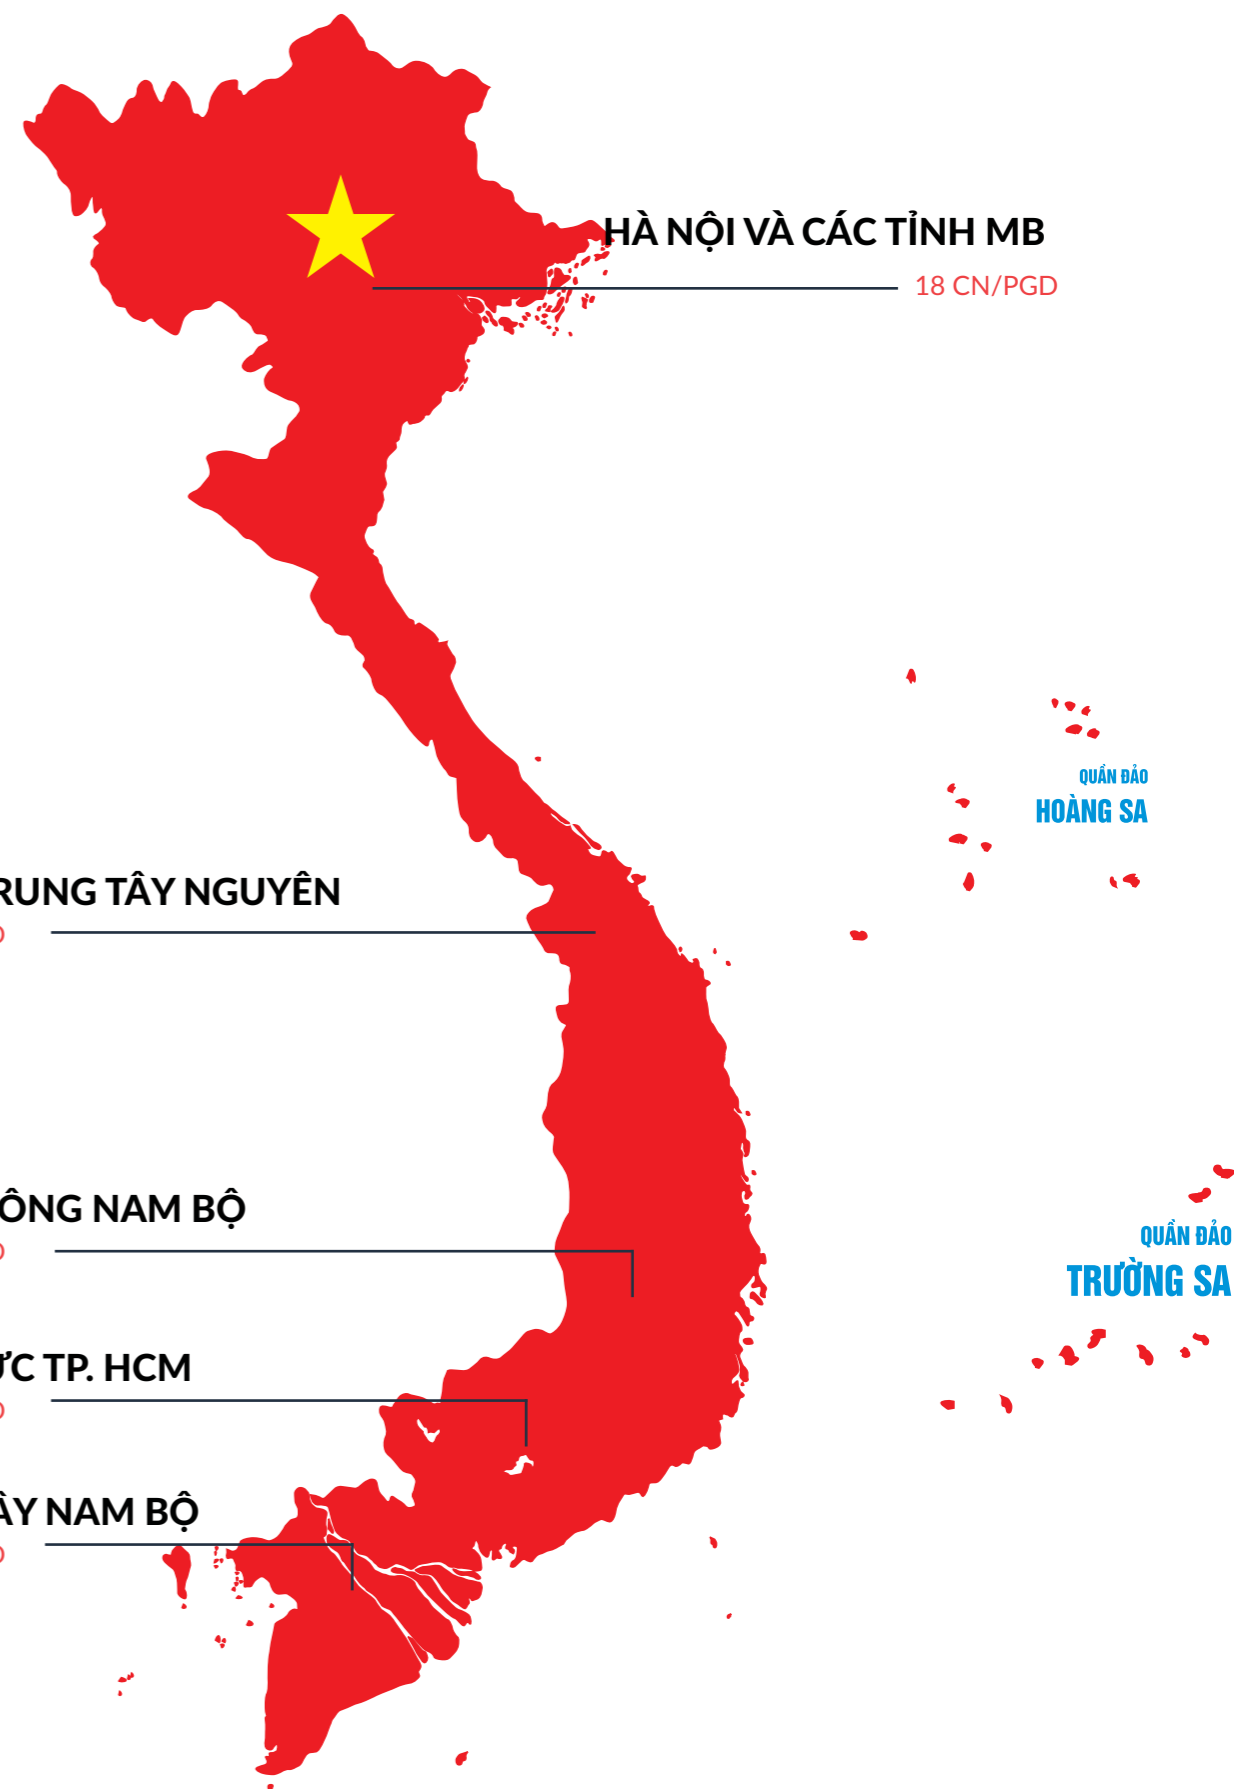 HÀ NỘI VÀ CÁC TỈNH MB
18 CN/PGD
QUẦN ĐẢO
HOÀNG SA
RUNG TÂY NGUYÊN
D
QUẦN ĐẢO
TRƯỜNG SA
ÔNG NAM BỘ
D
ỰC TP. HCM
D
ÂY NAM BỘ
D